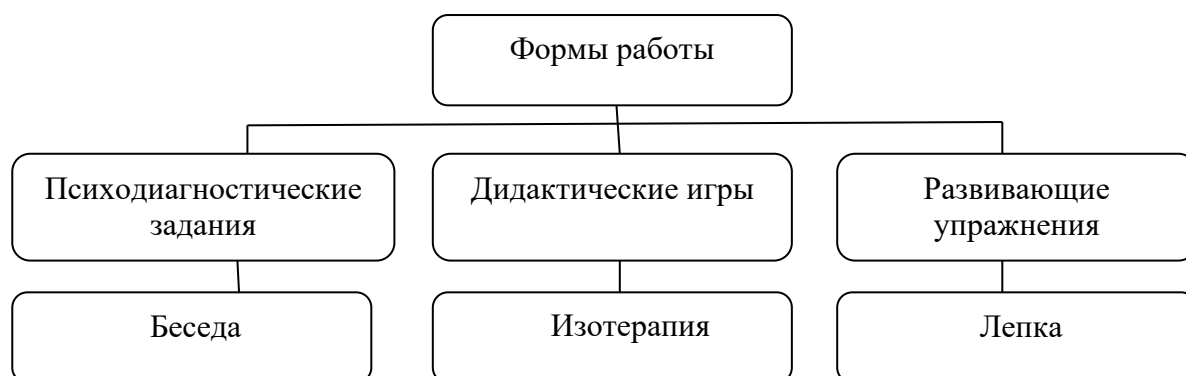 Формы работы
Психодиагностические
задания
Дидактические игры
Развивающие
упражнения
Беседа
Изотерапия
Лепка